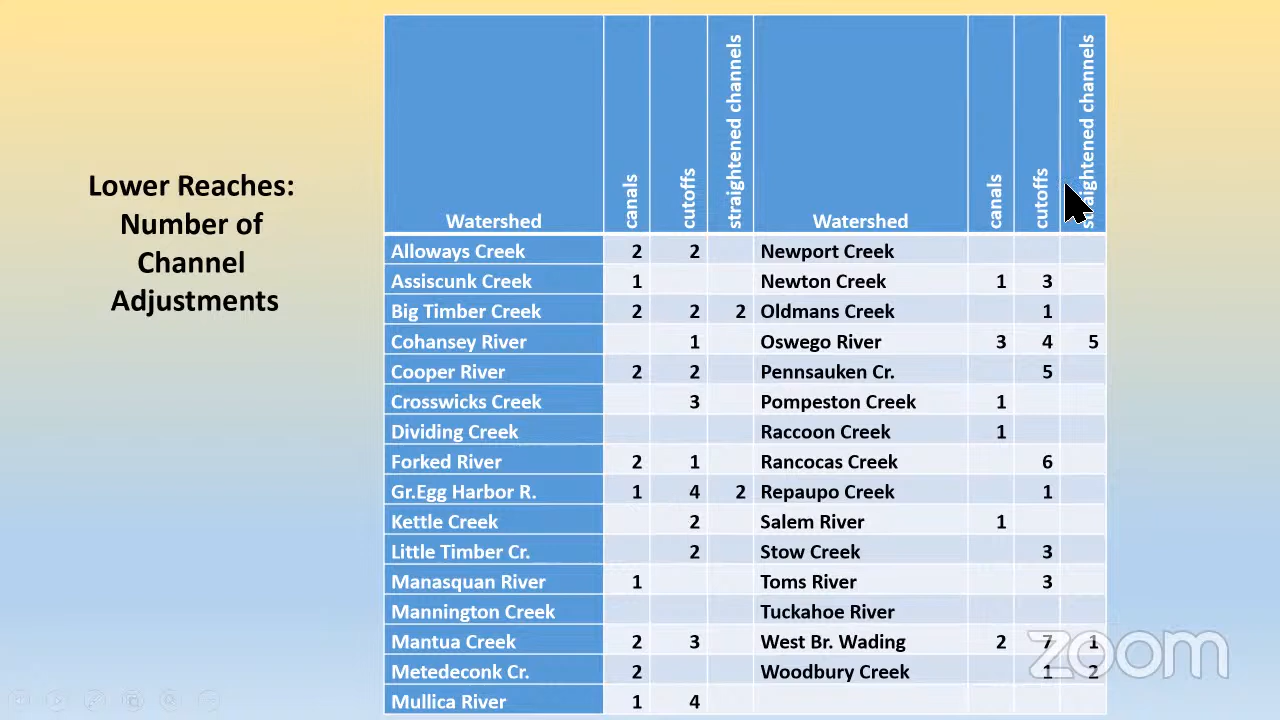 Lower Reaches:
Number of
Channel
Adjustments
Watershed canals cutoffs straightened channels Watershed canals cutoffs straightened channels
Alloways Creek 2 2 Newport Creek
Assiscunk Creek 1 Newton Creek 1 3
Big Timber Creek 2 2 2 Oldmans Creek 1
Cohansey River 1 Oswego River 3 4 5
Cooper River 2 2 Pennsauken Cr. 5
Crosswicks Creek 3 Pompeston Creek 1
Dividing Creek Raccoon Creek 1
Forked River 2 1 Rancocas Creek 6
Gr.Egg Harbor R. 1 4 2 Repaupo Creek 1
Kettle Creek 2 Salem River 1
Little Timber Cr. 2 Stow Creek 3
Manasquan River 1 Toms River 3
Mannington Creek Tuckahoe River
Mantua Creek 2 3 West Br. Wading 2 7 1
Metedeconk Cr. 2 Woodbury Creek 1 2
Mullica River 1 4
zoom